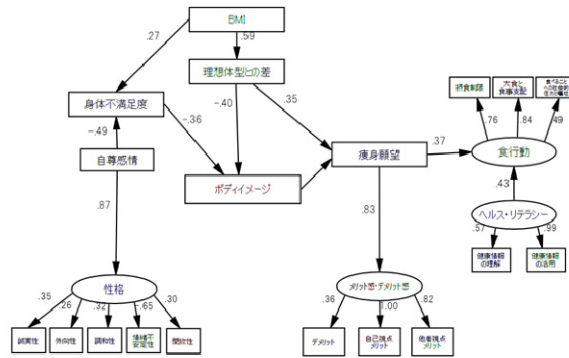 BMI
.27
.59
理想体型との差
身体不満足度
-.40
.35
-.36
-.49
自尊感情
ボディイメージ
痩身願望
.37
摂食制限
大食と
食事支配
.76
.84
.49
食行動
.43
ヘルス・リテラシー
.57
.99
健康情報
の理解
健康情報
の活用
.87
.83
性格
メリット感・デメリット感
.35
.26
.32
-.65
.30
.36
1.00
.82
誠実性
外向性
調和性
情緒不
安定性
開放性
デメリット
自己視点
メリット
他者視点
メリット